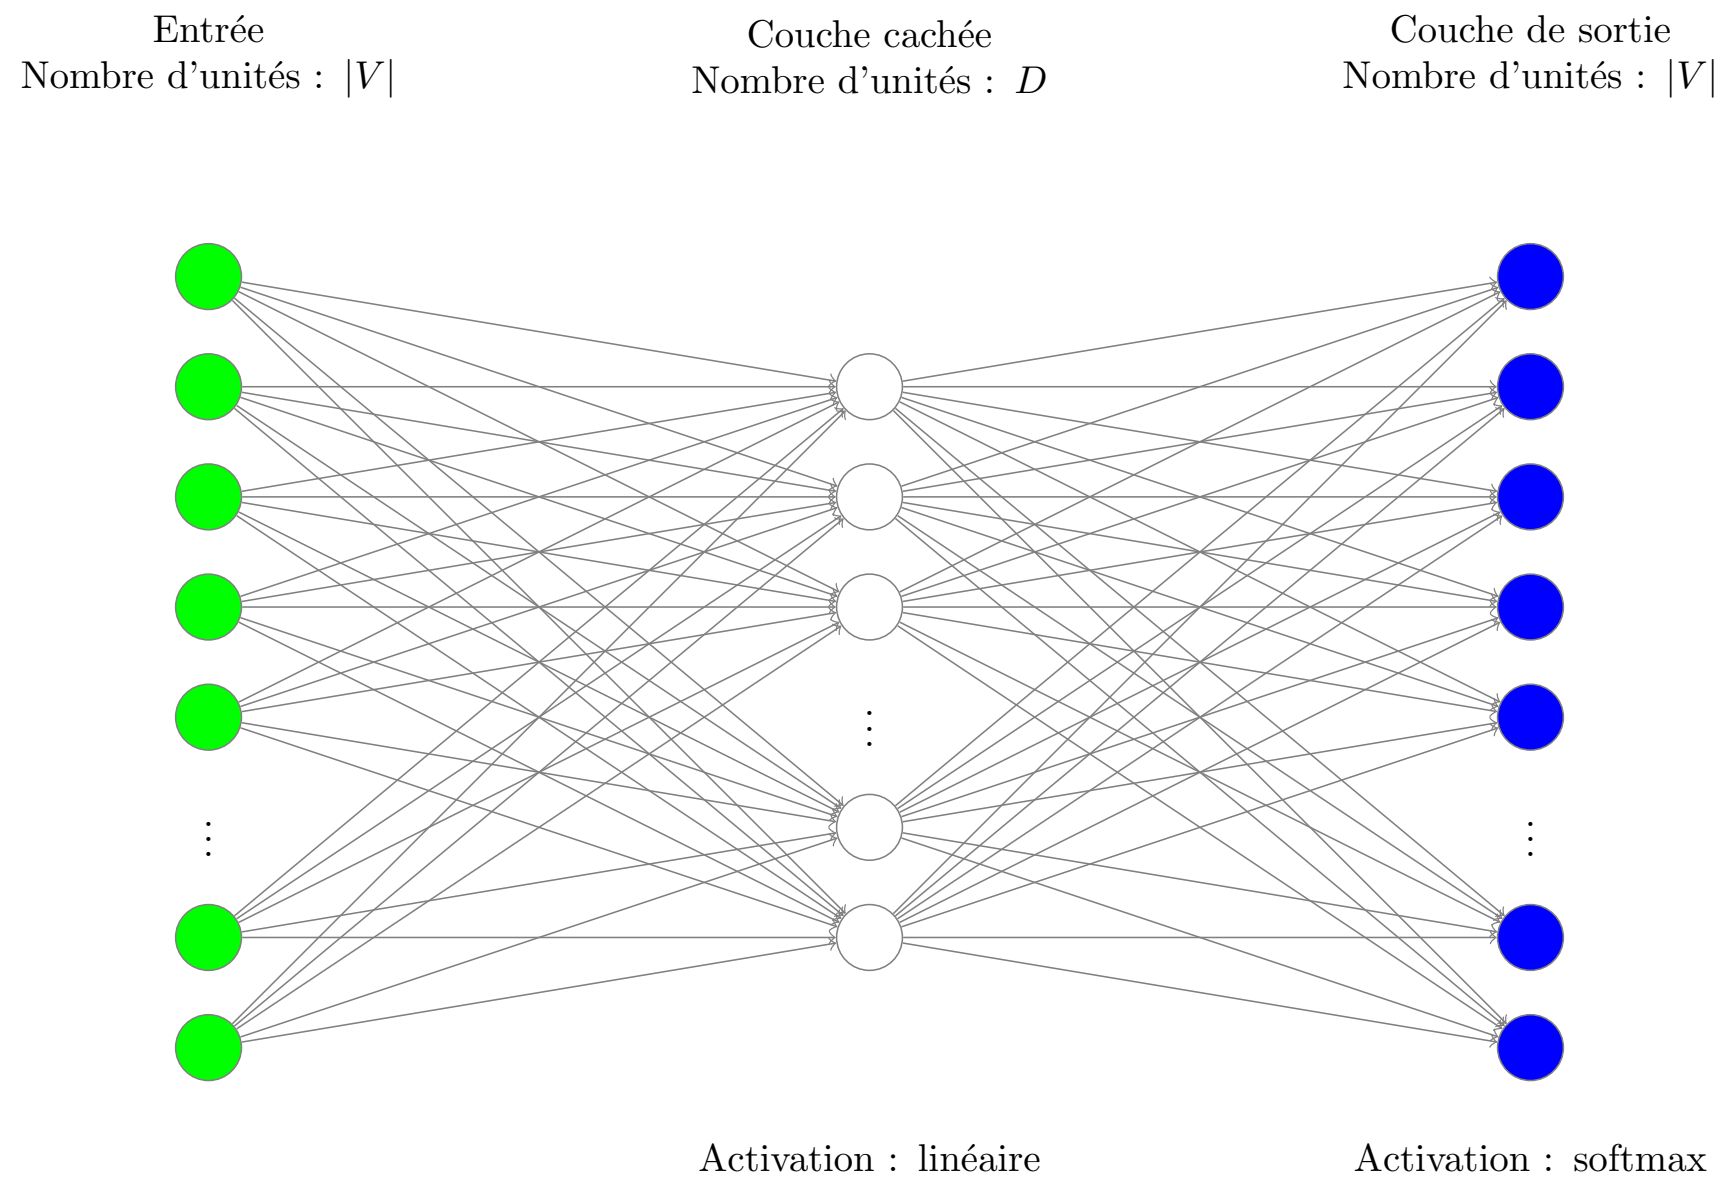 Entrée
Nombre d'unités : |V|
Couche cachée
Nombre d'unités : D
Couche de sortie
Nombre d'unités : |V|
Activation : linéaire
Activation : softmax